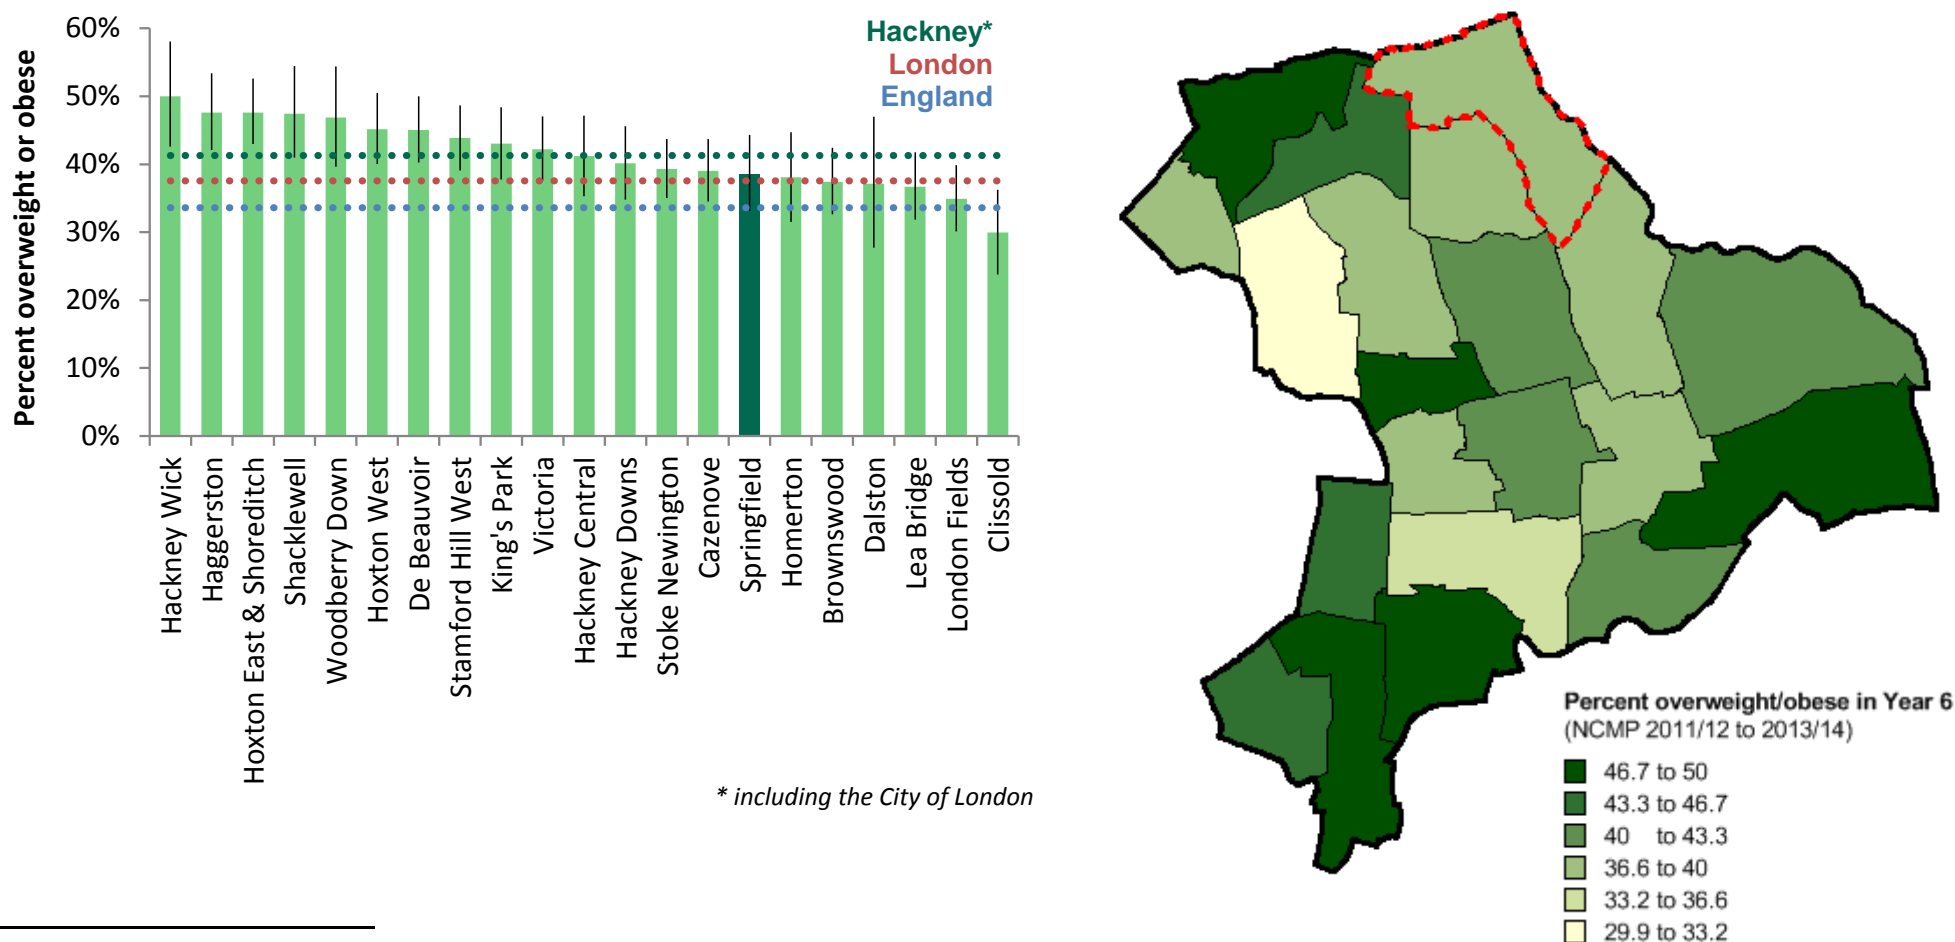 Percent overweight or obese
60%
50%
40%
30%
20%
10%
0%
Hackney*
London
England
Hackney Wick
Haggerston
Hoxton East & Shoreditch
Shacklewell
Woodberry Down
Hoxton West
De Beauvoir
Stamford Hill West
King's Park
Victoria
Hackney Central
Hackney Downs
Stoke Newington
Cazenove
Springfield
Homerton
Brownswood
Dalston
Lea Bridge
London Fields
Clissold
* including the City of London
Percent overweight/obese in Year 6
(NCMP 2011/12 to 2013/14)
46.7 to 50
43.3 to 46.7
40 to 43.3
36.6 to 40
33.2 to 36.6
29.9 to 33.2